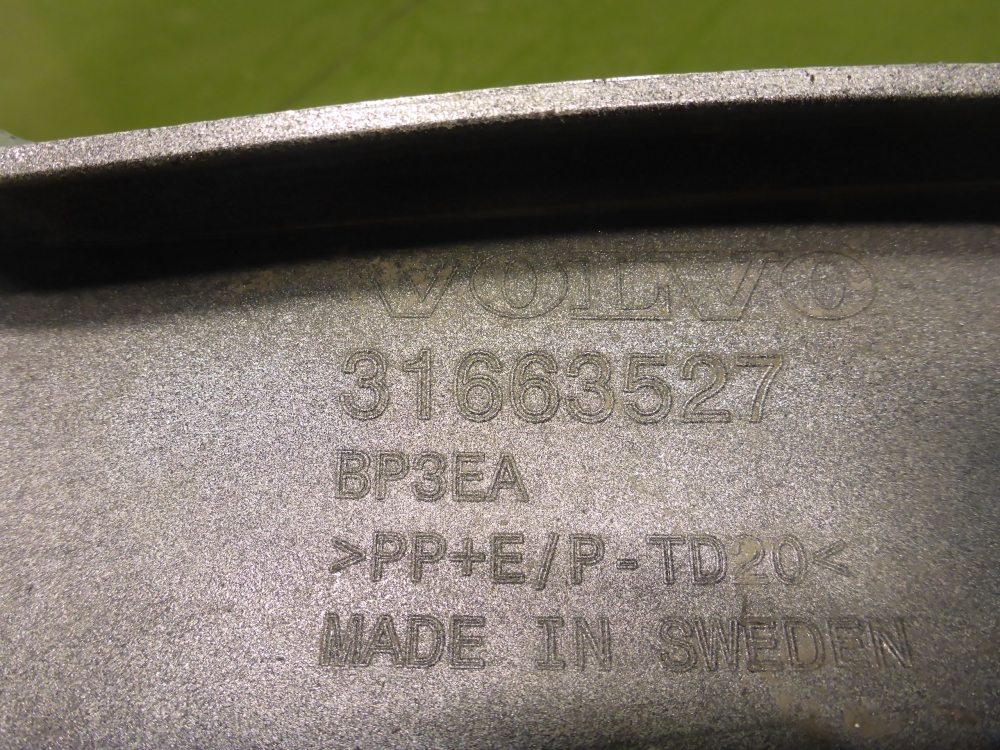 VOLVO
31663527
BP3EA
>PP+E/P-TD20<
MADE IN SWEDEN